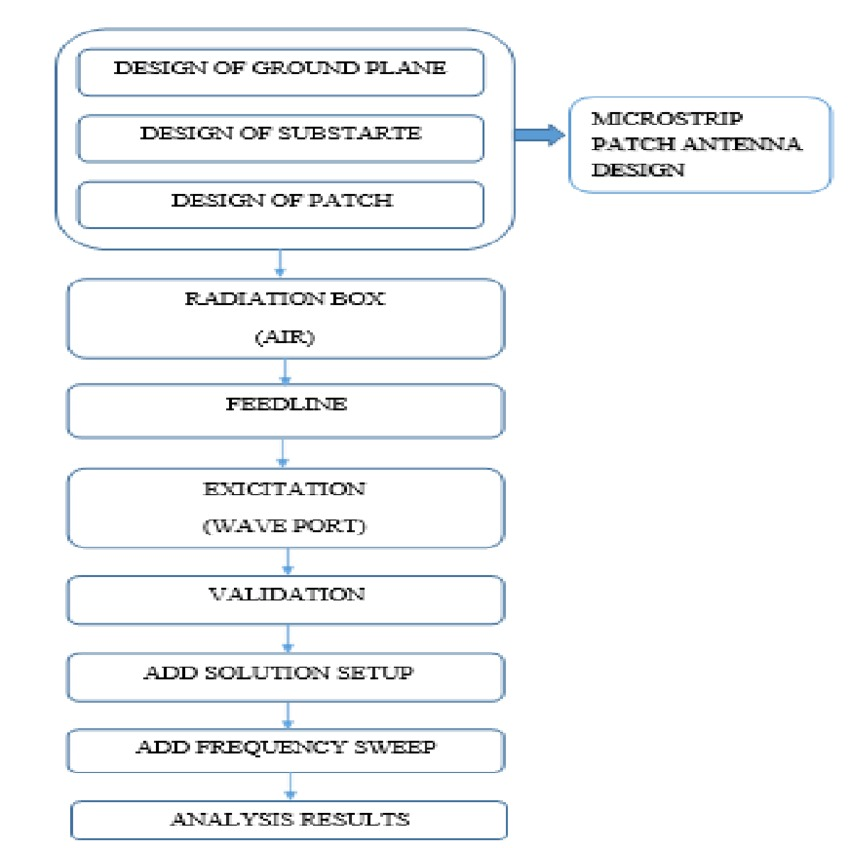 DESIGN OF GROUND PLANE
DESIGN OF SUBSTARTE
DESIGN OF PATCH
MICROSTRIP
PATCH ANTENNA
DESIGN
RADIATION BOX
(AIR)
FEEDLINE
EXICITATION
(WAVE PORT)
VALIDATION
ADD SOLUTION SETUP
ADD FREQUENCY SWEEP
ANALYSIS RESULTS